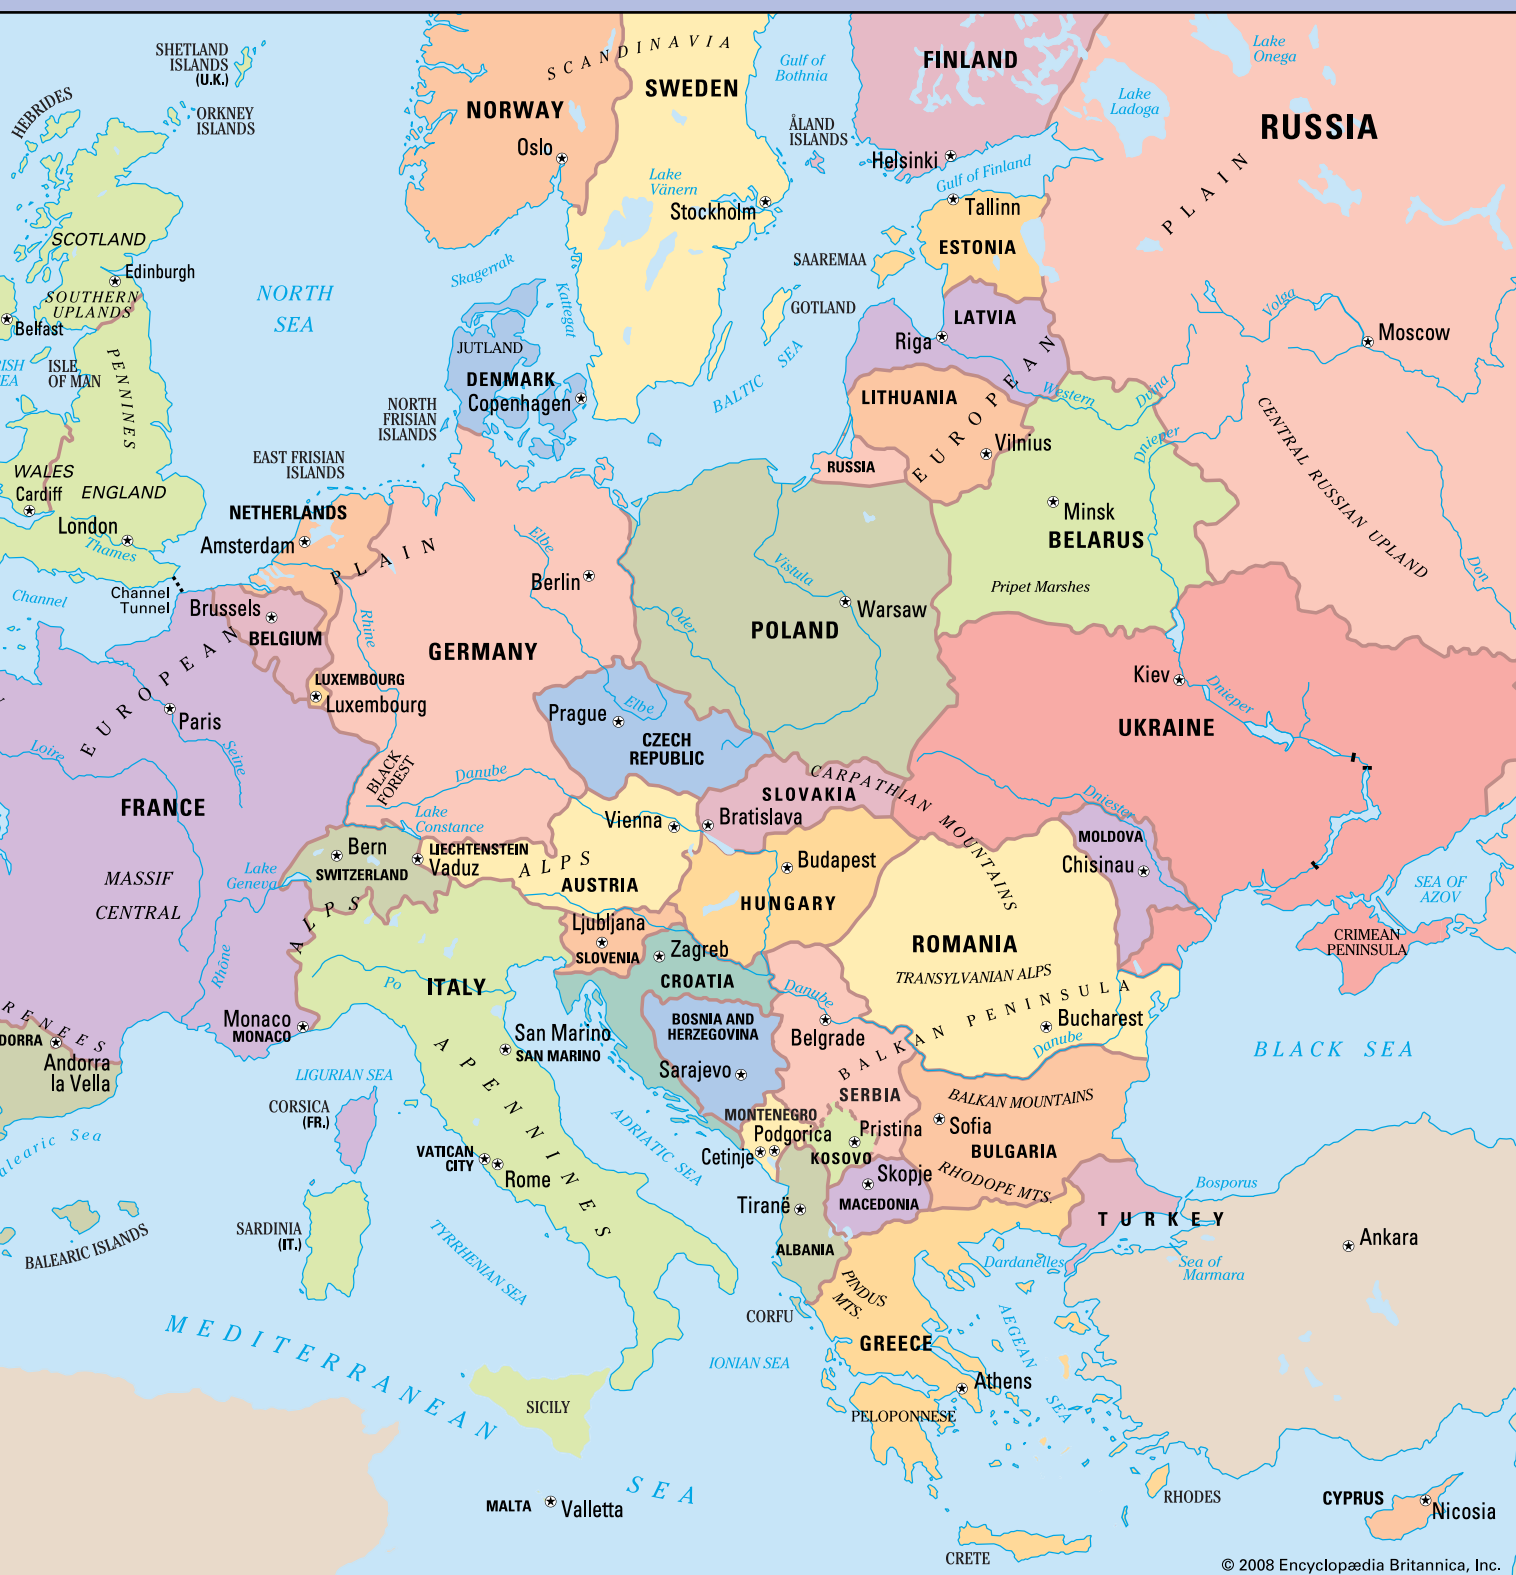 SHETLAND
ISLANDS
(U.K.)
HEBRIDES
ORKNEY
ISLANDS
SCANDINAVIA
NORWAY
Oslo
SWEDEN
Lake
Vänern
Stockholm
Gulf of
Bothnia
ÅLAND
ISLANDS
FINLAND
Helsinki
Gulf of Finland
Lake
Ladoga
Lake
Onega
RUSSIA
PLAIN
Tallinn
ESTONIA
SAAREMAA
GOTLAND
SCOTLAND
Edinburgh
SOUTHERN
UPLANDS
Belfast
ISH
EA
ISLE
OF MAN
PENNINES
NORTH
SEA
Skagerrak
Kattegat
JUTLAND
DENMARK
Copenhagen
NORTH
FRISIAN
ISLANDS
EAST FRISIAN
ISLANDS
BALTIC SEA
LATVIA
Riga
LITHUANIA
Vilnius
RUSSIA
EUROPEAN
Western
Dvina
Dnieper
Volga
Moscow
CENTRAL RUSSIAN UPLAND
Don
WALES
Cardiff
ENGLAND
London
Thames
Channel
Channel
Tunnel
NETHERLANDS
Amsterdam
PLAIN
Elbe
Berlin
Brussels
BELGIUM
Rhine
GERMANY
LUXEMBOURG
Luxembourg
EUROPEAN
Paris
Seine
Loire
FRANCE
MASSIF
CENTRAL
BLACK
FOREST
Danube
Lake
Constance
Oder
Vistula
Warsaw
POLAND
Minsk
BELARUS
Pripet Marshes
Kiev
Dnieper
UKRAINE
Prague
Elbe
CZECH
REPUBLIC
SLOVAKIA
Bratislava
CARPATHIAN MOUNTAINS
Dniester
MOLDOVA
Chisinau
Vienna
LIECHTENSTEIN
Vaduz
ALPS
AUSTRIA
Bern
SWITZERLAND
Lake
Geneva
ALPS
Rhône
Budapest
HUNGARY
ROMANIA
TRANSYLVANIAN ALPS
SEA OF
AZOV
CRIMEAN
PENINSULA
Ljubljana
SLOVENIA
Zagreb
CROATIA
Po
ITALY
BOSNIA AND
HERZEGOVINA
Sarajevo
Danube
Belgrade
BALKAN PENINSULA
Bucharest
Danube
SERBIA
BALKAN MOUNTAINS
BLACK SEA
RENEES
DORRA
Andorra
la Vella
Monaco
MONACO
San Marino
SAN MARINO
APENNINES
LIGURIAN SEA
CORSICA
(FR.)
ADRIATIC SEA
MONTENEGRO
Podgorica
Cetinje
Pristina
KOSOVO
Sofia
BULGARIA
RHODOPE MTS.
Skopje
MACEDONIA
alearic Sea
BALEARIC ISLANDS
VATICAN
CITY
Rome
SARDINIA
(IT.)
TYRRHENIAN SEA
Tiranë
ALBANIA
TURKEY
Bosporus
Sea of
Marmara
Dardanelles
Ankara
PINDUS
MTS.
CORFU
GREECE
AEGEAN
SEA
Athens
PELOPONNESE
IONIAN SEA
MEDITERRANEAN
SEA
SICILY
MALTA
Valletta
RHODES
CYPRUS
Nicosia
CRETE
© 2008 Encyclopædia Britannica, Inc.